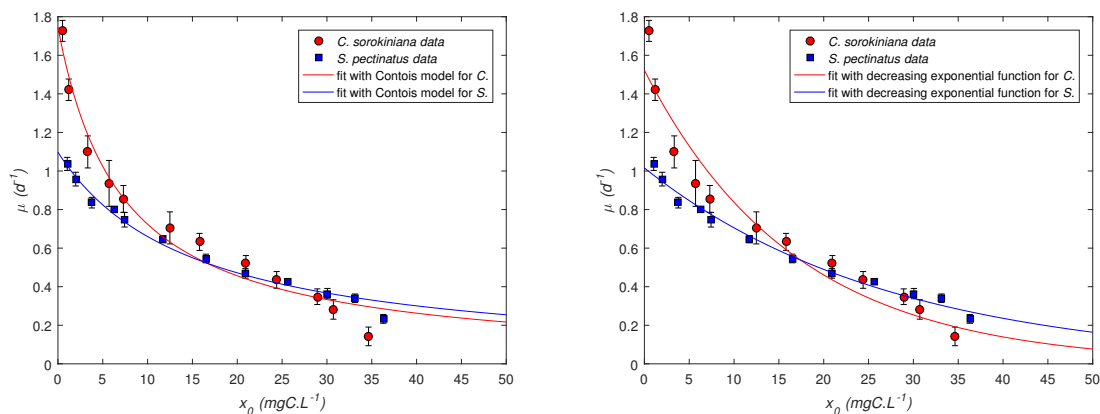 1.8
1.6
1.4
1.2
1
0.8
0.6
0.4
0.2
0
μ (d⁻¹)
C. sorokiniana data
S. pectinatus data
fit with Contois model for C.
fit with Contois model for S.
0 5 10 15 20 25 30 35 40 45 50
x₀ (mgC.L⁻¹)
1.8
1.6
1.4
1.2
1
0.8
0.6
0.4
0.2
0
μ (d⁻¹)
C. sorokiniana data
S. pectinatus data
fit with decreasing exponential function for C.
fit with decreasing exponential function for S.
0 5 10 15 20 25 30 35 40 45 50
x₀ (mgC.L⁻¹)